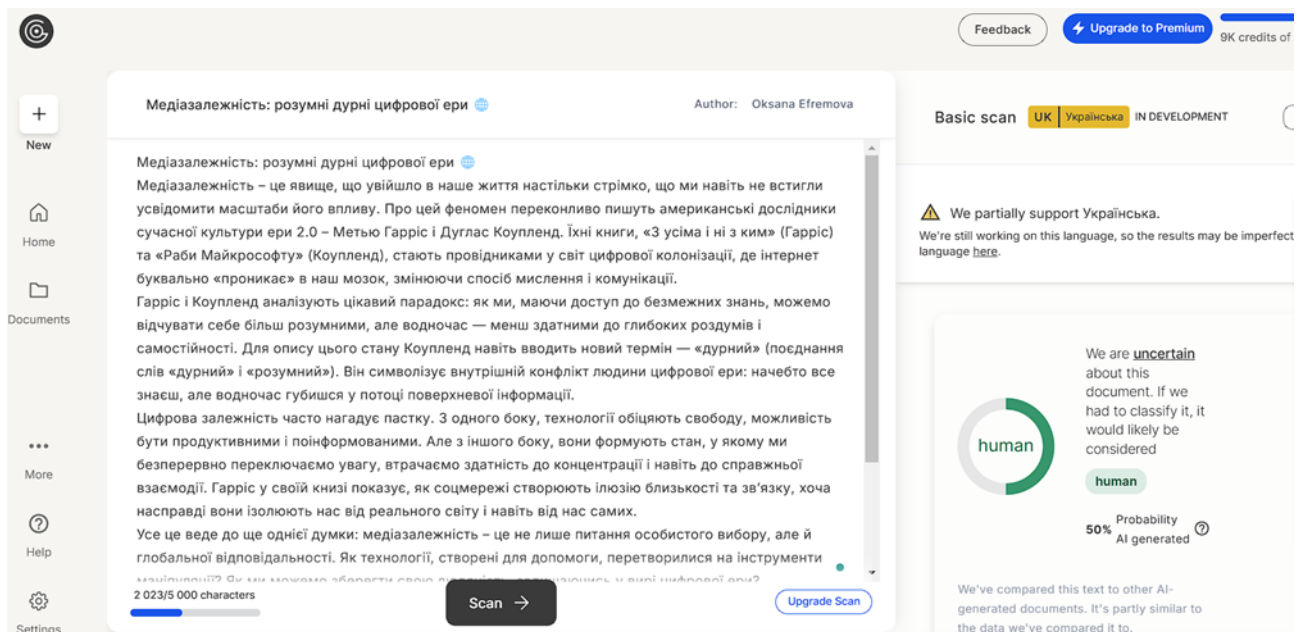 Feedback
Upgrade to Premium
9K credits of
New
Home
Documents
More
Help
Settings
Медіазалежність: розумні дурні цифрової ери
Author: Oksana Efremova
Медіазалежність: розумні дурні цифрової ери
Медіазалежність – це явище, що увійшло в наше життя настільки стрімко, що ми навіть не встигли
усвідомити масштаби його впливу. Про цей феномен переконливо пишуть американські дослідники
сучасної культури ери 2.0 – Метью Гарріс і Дуглас Коупленд. Їхні книги, «З усіма і ні з ким» (Гарріс)
та «Раби Майкрософту» (Коупленд), стають провідниками у світ цифрової колонізації, де інтернет
буквально «проникає» в наш мозок, змінюючи спосіб мислення і комунікації.
Гарріс і Коупленд аналізують цікавий парадокс: як ми, маючи доступ до безмежних знань, можемо
відчувати себе більш розумними, але водночас — менш здатними до глибоких роздумів і
самостійності. Для опису цього стану Коупленд навіть вводить новий термін — «дурний» (поєднання
слів «дурний» і «розумний»). Він символізує внутрішній конфлікт людини цифрової ери: начебто все
знаєш, але водночас губишся у потоці поверхневої інформації.
Цифрова залежність часто нагадує пастку. З одного боку, технології обіцяють свободу, можливість
бути продуктивними і поінформованими. Але з іншого боку, вони формують стан, у якому ми
безперервно переключаємо увагу, втрачаємо здатність до концентрації і навіть до справжньої
взаємодії. Гарріс у своїй книзі показує, як соцмережі створюють ілюзію близькості та зв'язку, хоча
насправді вони ізолюють нас від реального світу і навіть від нас самих.
Усе це веде до ще однієї думки: медіазалежність – це не лише питання особистого вибору, але й
глобальної відповідальності. Як технології, створені для допомоги, перетворилися на інструменти
маніпуляції? Як ми можемо зберегти свою
2 023/5 000 characters
Scan →
Upgrade Scan
Basic scan UK Українська IN DEVELOPMENT
We partially support Українська.
We're still working on this language, so the results may be imperfect
language here.
human
We are uncertain
about this
document. If we
had to classify it, it
would likely be
considered
human
50% Probability
AI generated
We've compared this text to other AI-
generated documents. It's partly similar to
the data we've compared it to.